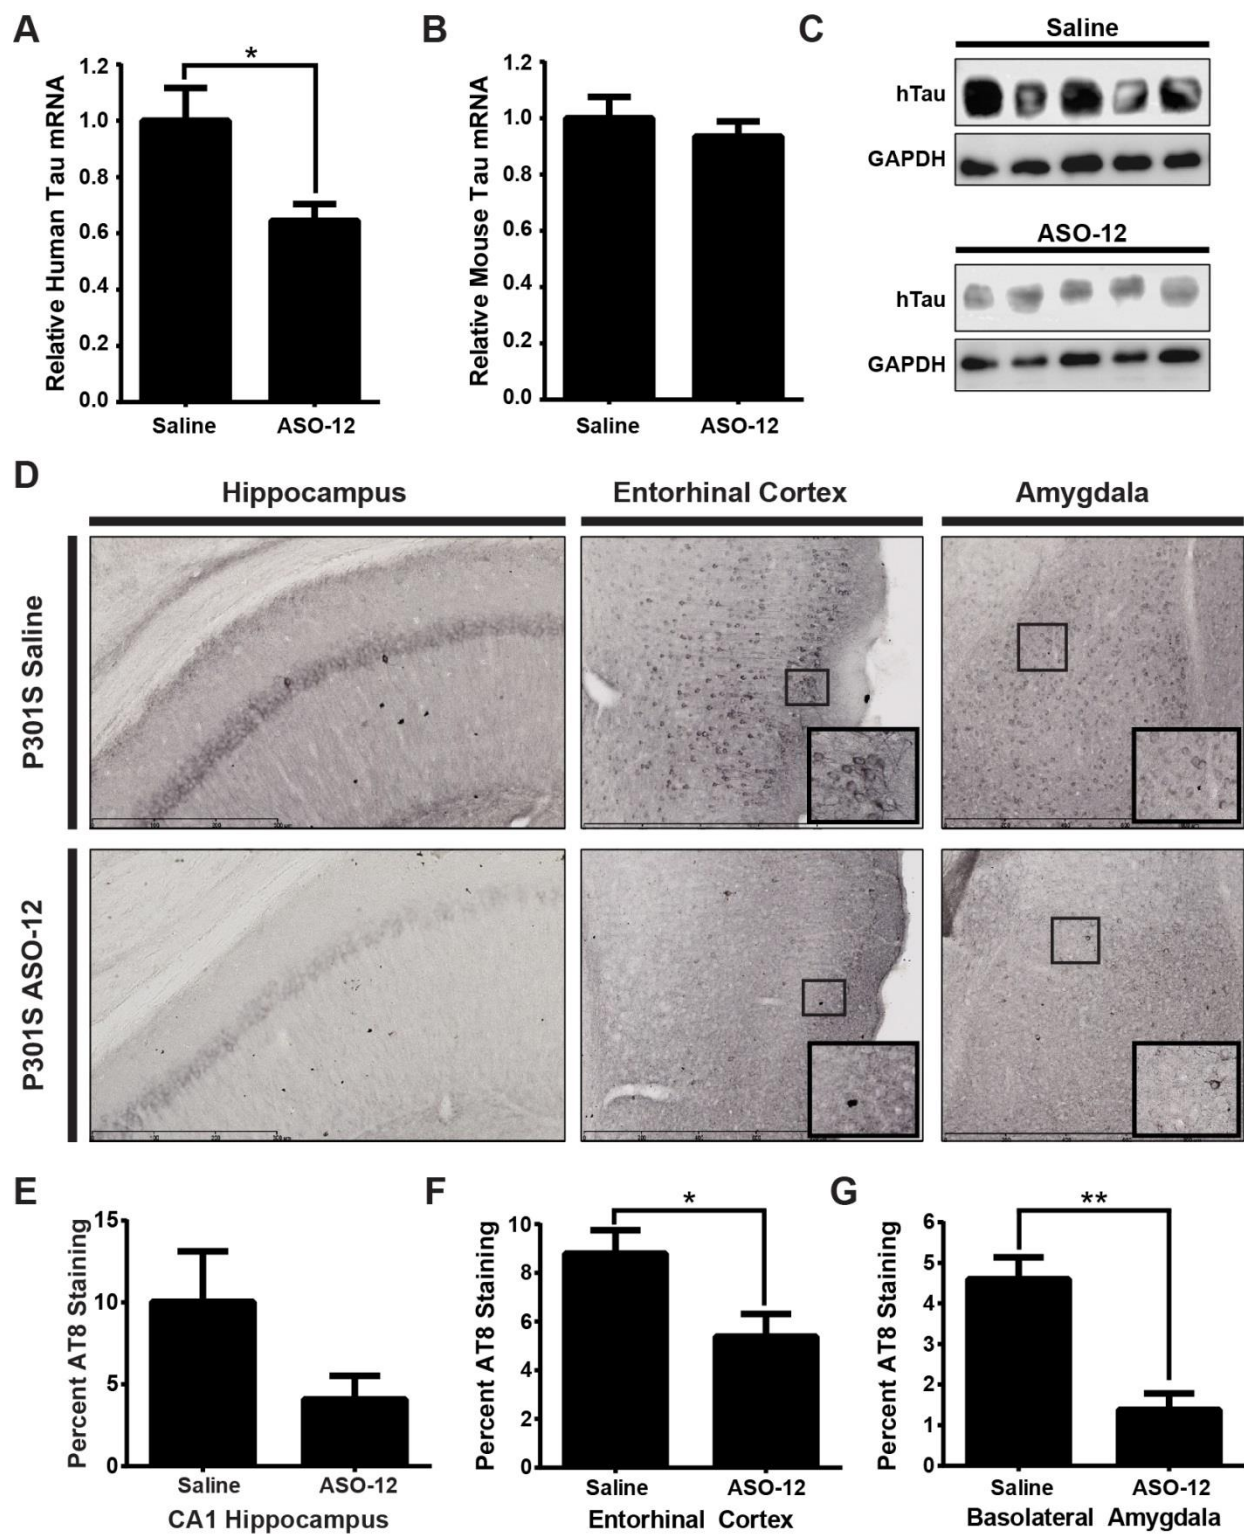 A
*
Relative Human Tau mRNA
1.2
1.0
0.8
0.6
0.4
0.2
0.0
Saline
ASO-12
B
Relative Mouse Tau mRNA
1.2
1.0
0.8
0.6
0.4
0.2
0.0
Saline
ASO-12
C
Saline
hTau
GAPDH
ASO-12
hTau
GAPDH
D
Hippocampus
Entorhinal Cortex
Amygdala
P301S Saline
P301S ASO-12
E
Percent AT8 Staining
15
10
5
0
Saline
ASO-12
CA1 Hippocampus
F
*
Percent AT8 Staining
10
8
6
4
2
0
Saline
ASO-12
Entorhinal Cortex
G
**
Percent AT8 Staining
6
5
4
3
2
1
0
Saline
ASO-12
Basolateral Amygdala